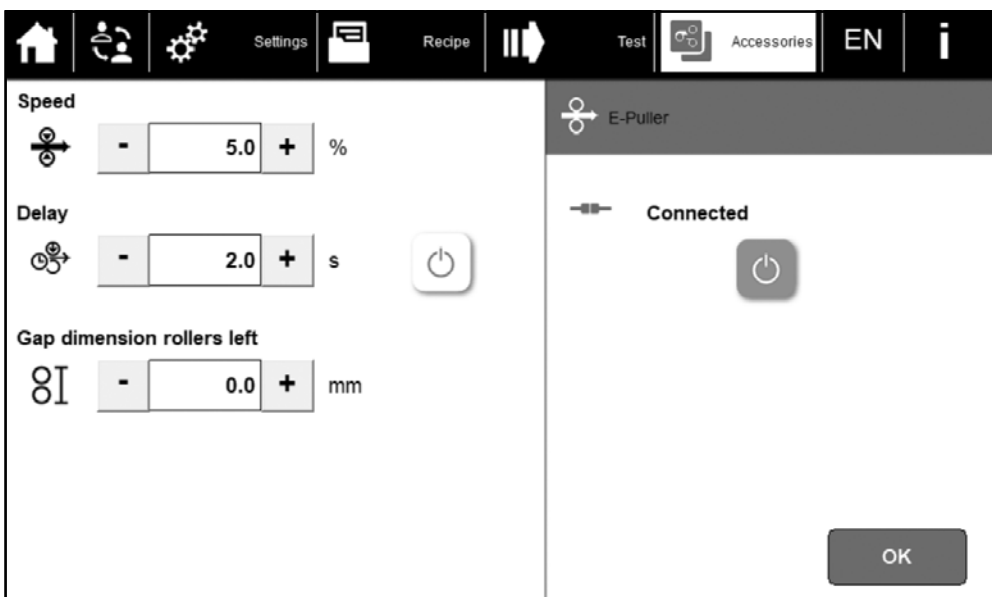 Settings Recipe Test Accessories EN i
Speed
- 5.0 + %
Delay
- 2.0 + s
Gap dimension rollers left
- 0.0 + mm
E-Puller
Connected
OK